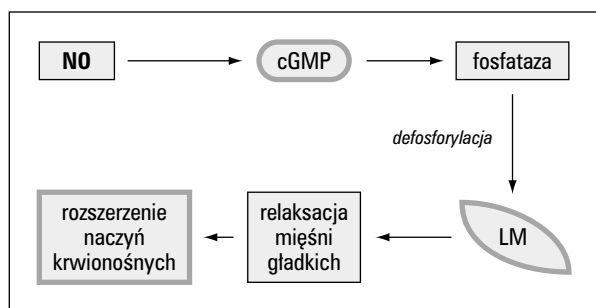 NO
cGMP
fosfataza
defosforylacja
LM
relaksacja
mięśni
gładkich
rozszerzenie
naczyń
krwionośnych